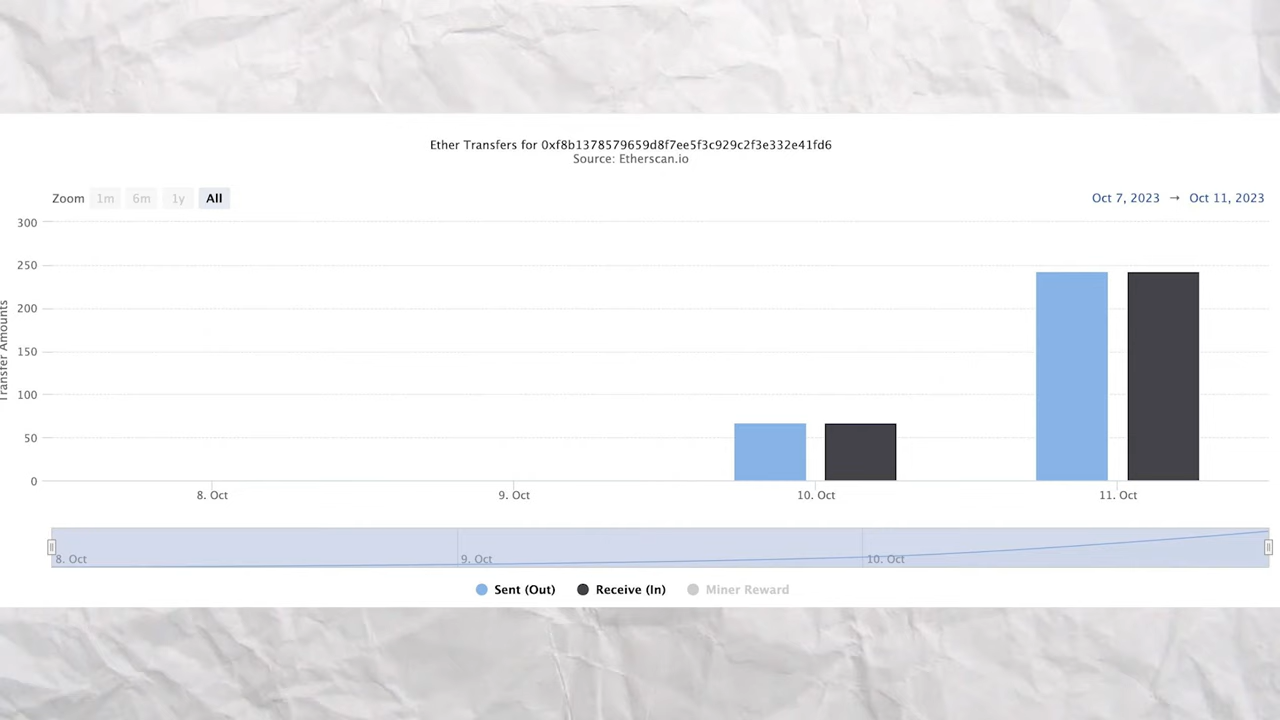 Ether Transfers for 0xf8b1378579659d8f7ee5f3c929c2f3e332e41fd6
Source: Etherscan.io
Zoom 1m 6m 1y All
Oct 7, 2023 → Oct 11, 2023
Transfer Amounts
300
250
200
150
100
50
0
8. Oct 9. Oct 10. Oct 11. Oct
8. Oct 9. Oct 10. Oct
Sent (Out) Receive (In) Miner Reward